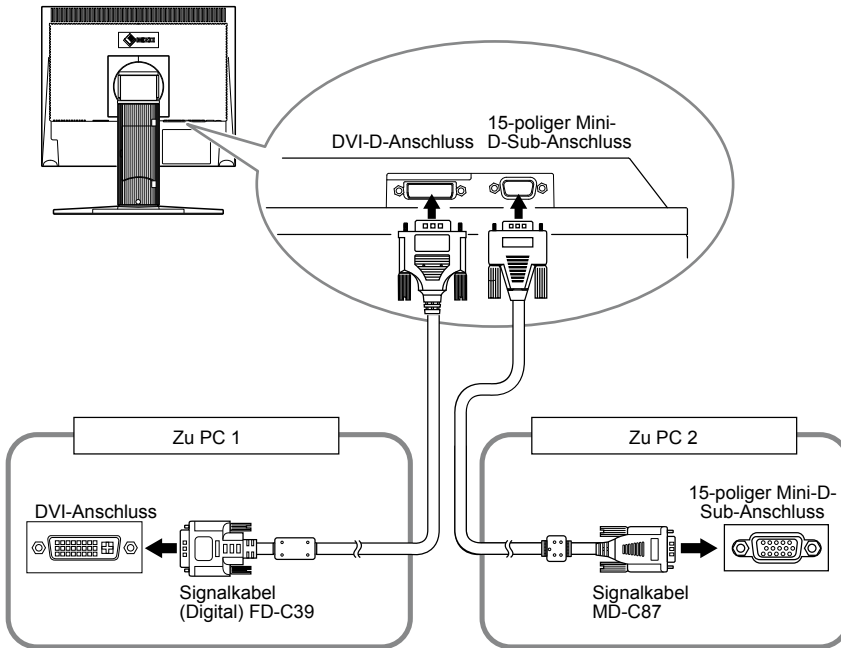 DVI-D-Anschluss
15-poliger Mini-
D-Sub-Anschluss
Zu PC 1
DVI-Anschluss
Signalkabel
(Digital) FD-C39
Zu PC 2
15-poliger Mini-D-
Sub-Anschluss
Signalkabel
MD-C87